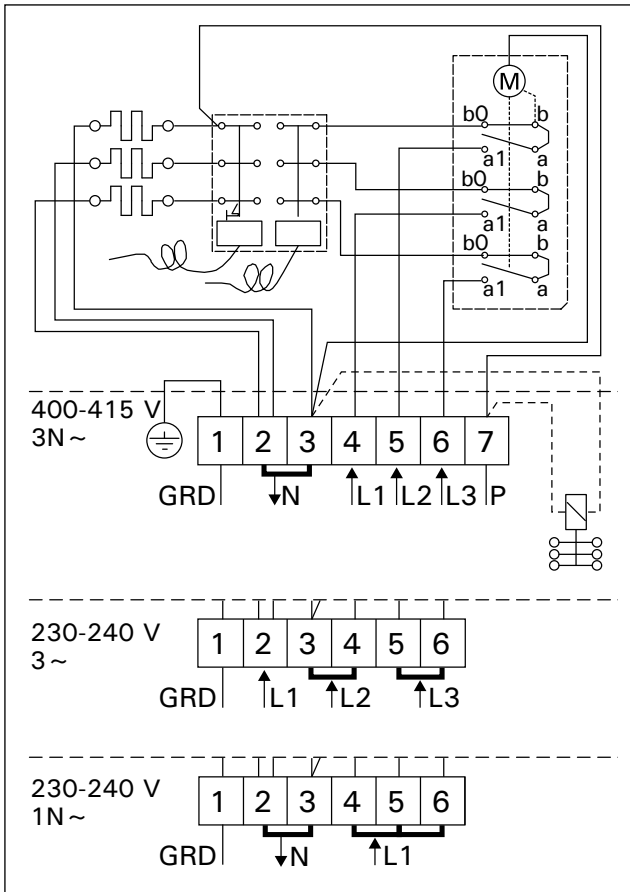 M
b0 b
a1 a
b0 b
a1 a
b0 b
a1 a
400-415 V
3N~
1 2 3 4 5 6 7
GRD N L1 L2 L3 P
230-240 V
3~
1 2 3 4 5 6
GRD L1 L2 L3
230-240 V
1N~
1 2 3 4 5 6
GRD N L1